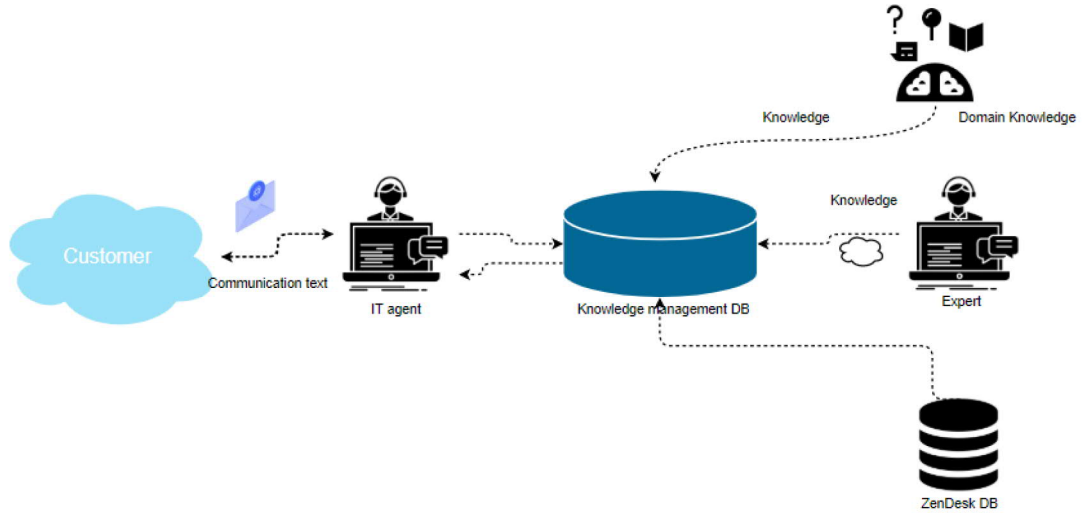 Knowledge
Domain Knowledge
Knowledge
Customer
Communication text
IT agent
Knowledge management DB
Expert
ZenDesk DB